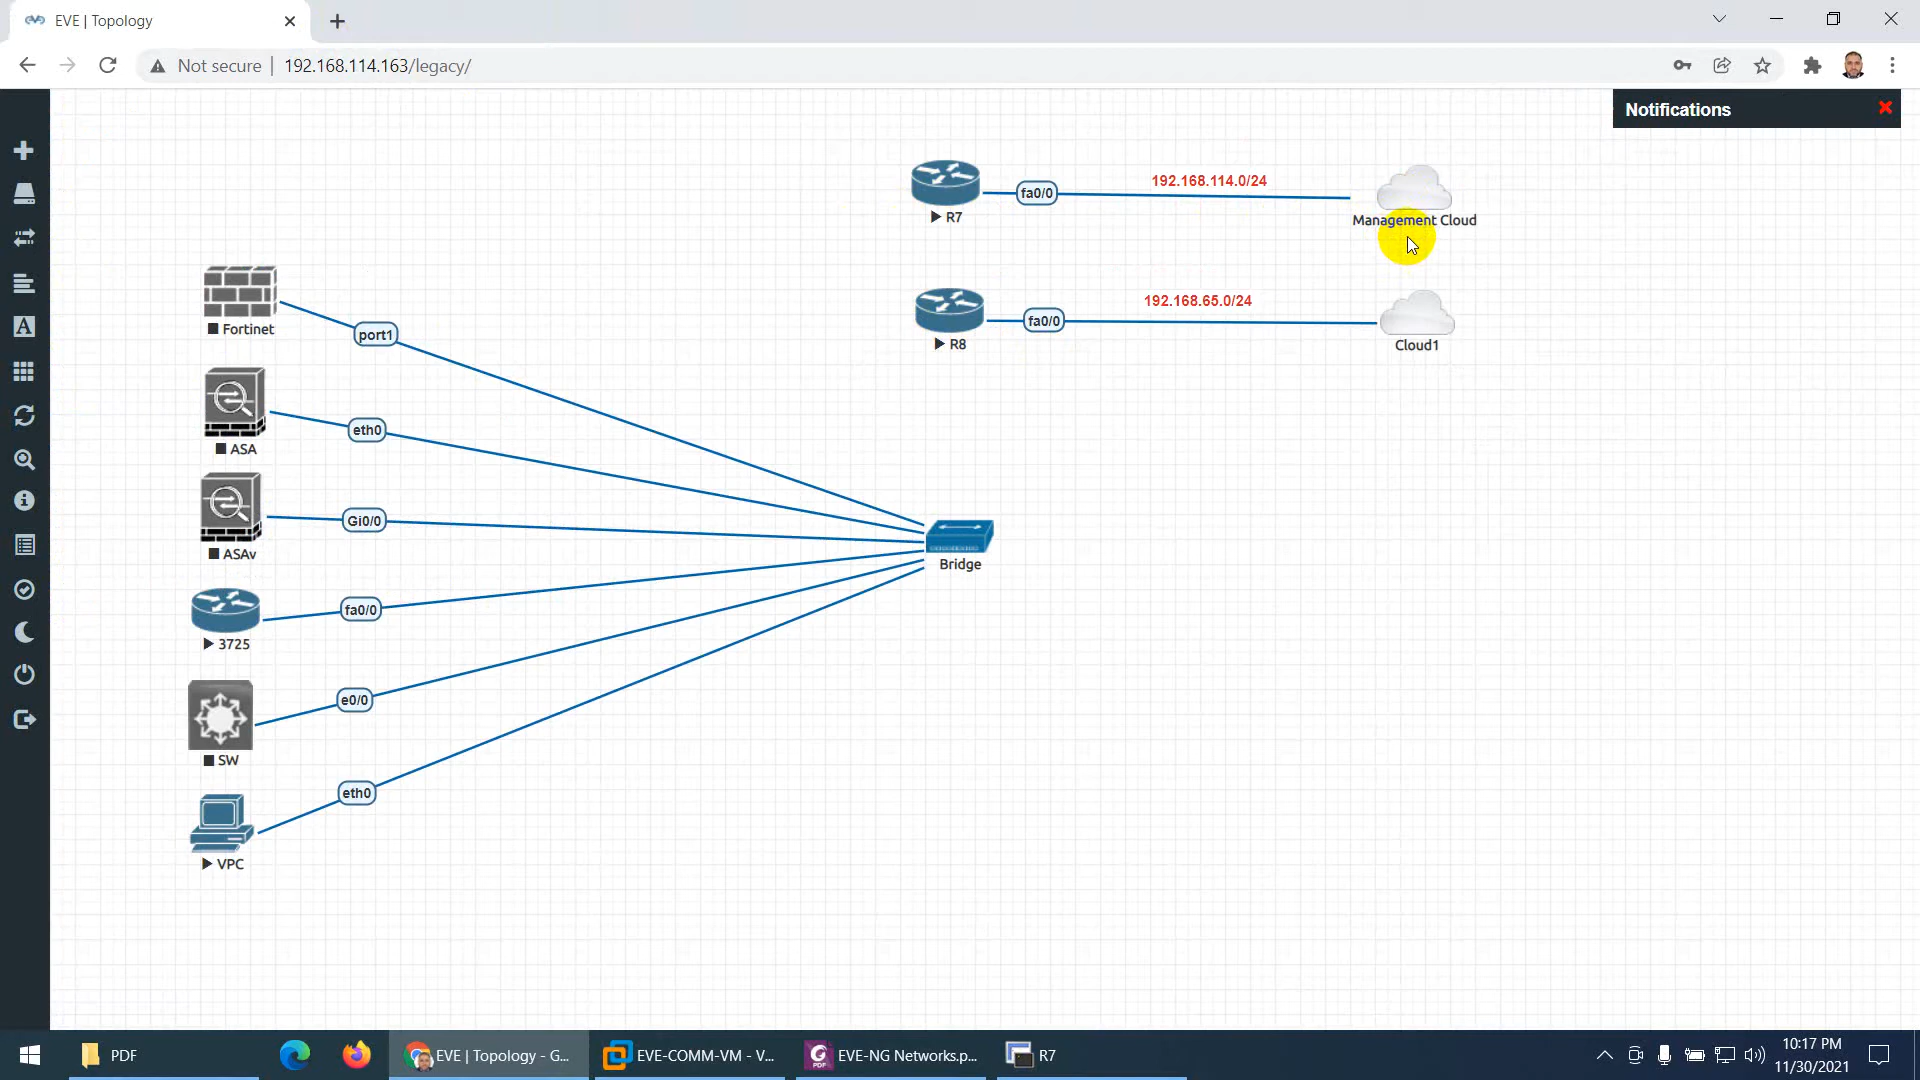 EVE | Topology
Not secure
192.168.114.163/legacy/
Notifications
192.168.114.0/24
fa0/0
R7
Management Cloud
192.168.65.0/24
fa0/0
R8
Cloud1
Fortinet
port1
ASA
eth0
ASAv
Gi0/0
Bridge
3725
fa0/0
SW
e0/0
VPC
eth0
A
PDF
EVE | Topology - G...
EVE-COMM-VM - V...
PDF
EVE-NG Networks.p...
R7
10:17 PM
11/30/2021